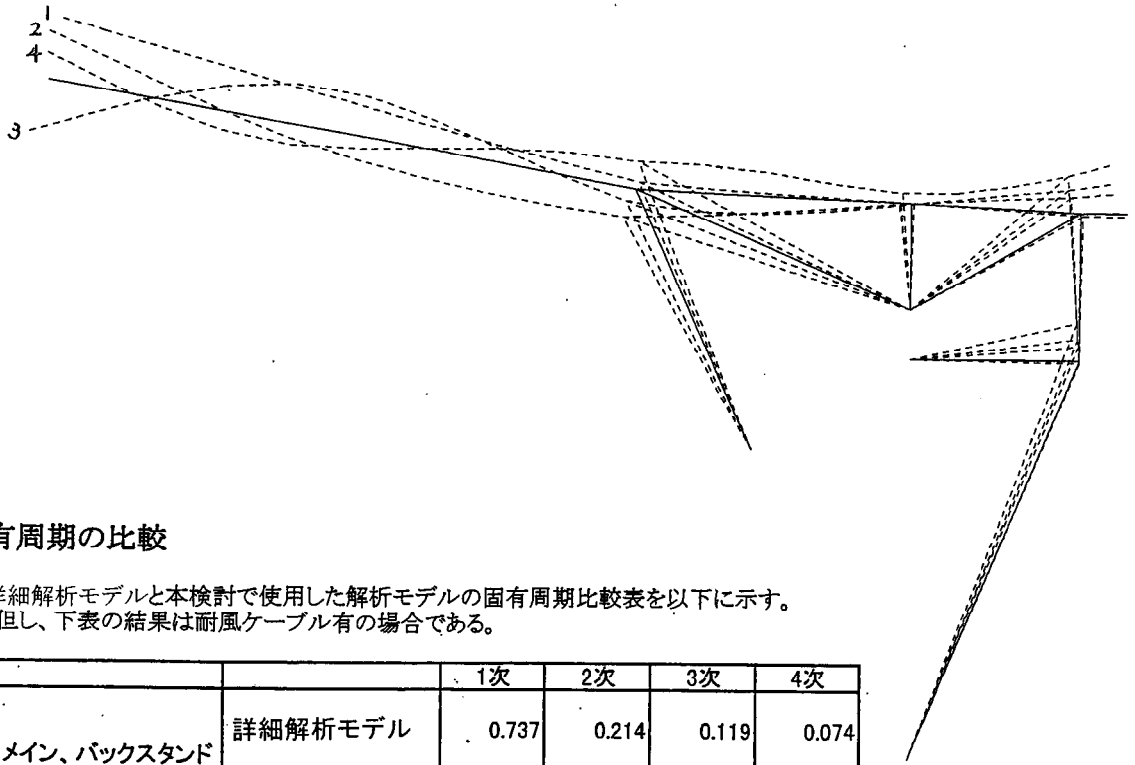 1
2
4
3
有周期の比較
詳細解析モデルと本検討で使用した解析モデルの固有周期比較表を以下に示す。
但し、下表の結果は耐風ケーブル有の場合である。
1次 2次 3次 4次
詳細解析モデル 0.737 0.214 0.119 0.074
メイン、バックスタンド